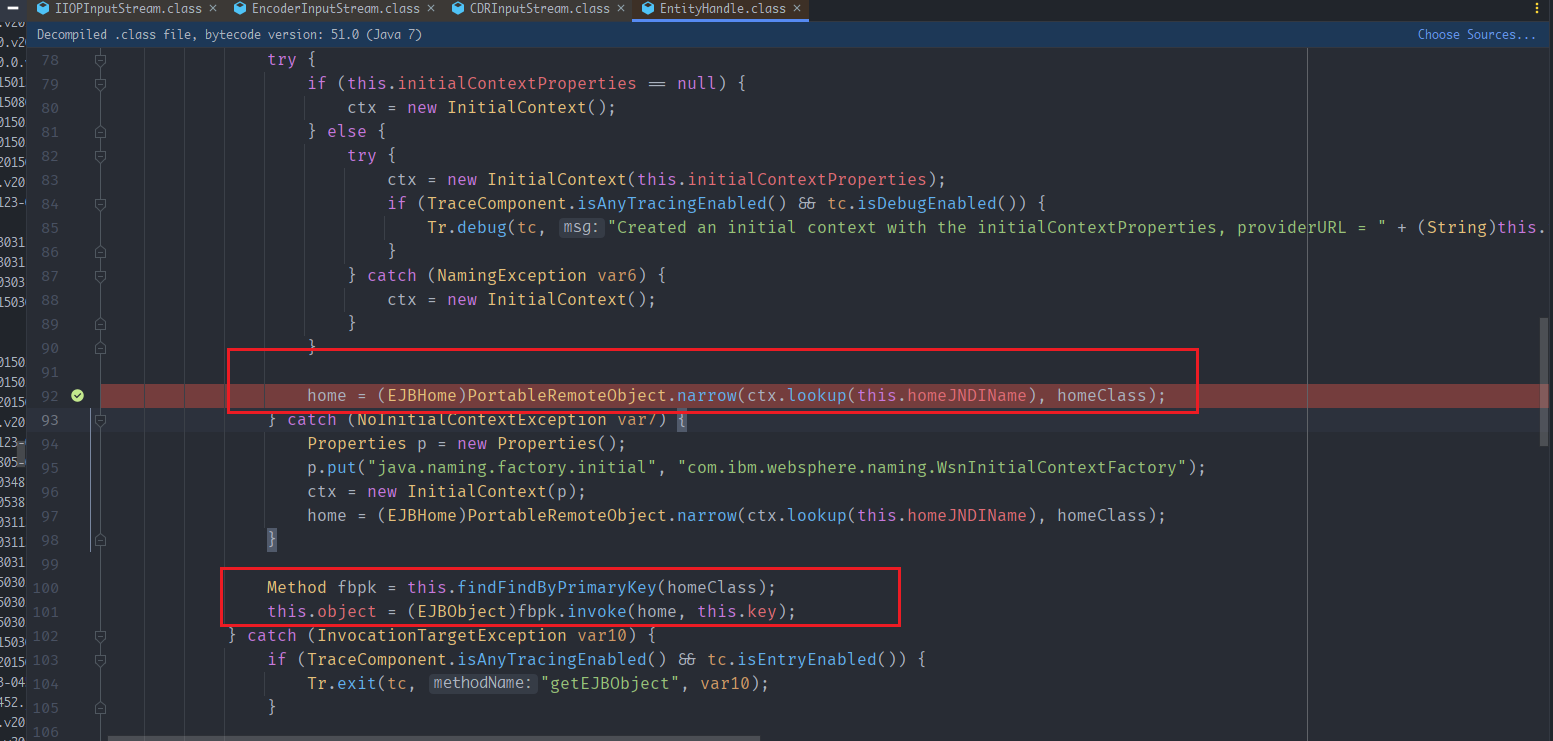 IIOPInputStream.class × EncoderInputStream.class × CDRInputStream.class × EntityHandle.class ×
Decompiled .class file, bytecode version: 51.0 (Java 7) Choose Sources...
78 try {
79 if (this.initialContextProperties == null) {
80 ctx = new InitialContext();
81 } else {
82 try {
83 ctx = new InitialContext(this.initialContextProperties);
84 if (TraceComponent.isAnyTracingEnabled() && tc.isDebugEnabled()) {
85 Tr.debug(tc, msg: "Created an initial context with the initialContextProperties, providerURL = " + (String)this.
86 }
87 } catch (NamingException var6) {
88 ctx = new InitialContext();
89 }
90 }
91
92 home = (EJBHome)PortableRemoteObject.narrow(ctx.lookup(this.homeJNDIName), homeClass);
93 } catch (NoInitialContextException var7) {
94 Properties p = new Properties();
95 p.put("java.naming.factory.initial", "com.ibm.websphere.naming.WsnInitialContextFactory");
96 ctx = new InitialContext(p);
97 home = (EJBHome)PortableRemoteObject.narrow(ctx.lookup(this.homeJNDIName), homeClass);
98 }
99
100 Method fbpk = this.findFindByPrimaryKey(homeClass);
101 this.object = (EJBObject)fbpk.invoke(home, this.key);
102 } catch (InvocationTargetException var10) {
103 if (TraceComponent.isAnyTracingEnabled() && tc.isEntryEnabled()) {
104 Tr.exit(tc, methodName: "getEJBObject", var10);
105 }
106